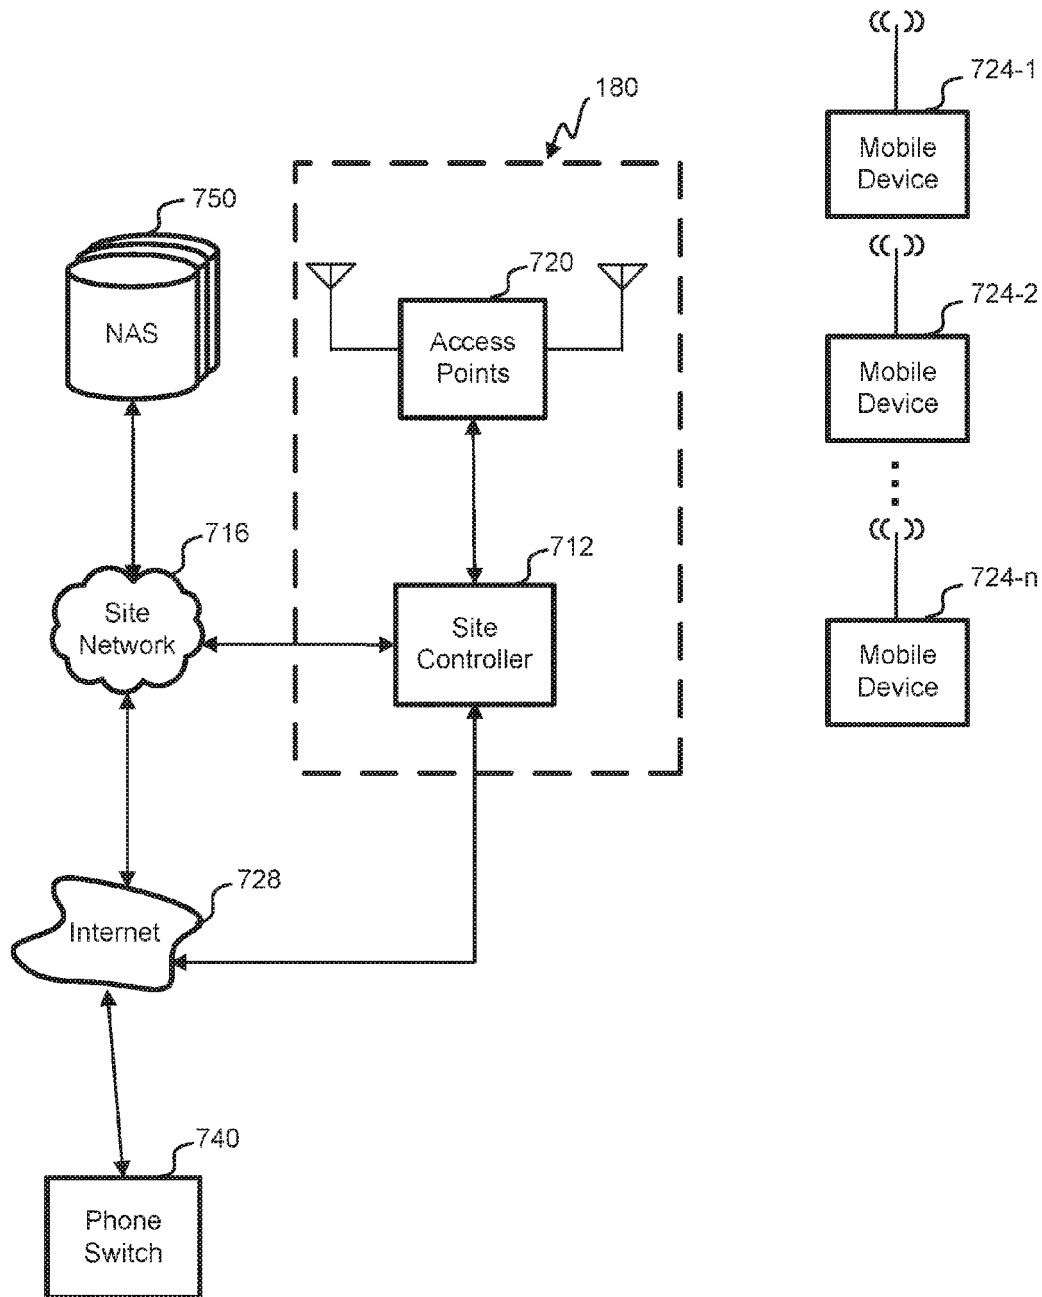 180
724-1
Mobile
Device
750
NAS
720
Access
Points
724-2
Mobile
Device
716
Site
Network
712
Site
Controller
724-n
Mobile
Device
728
Internet
740
Phone
Switch